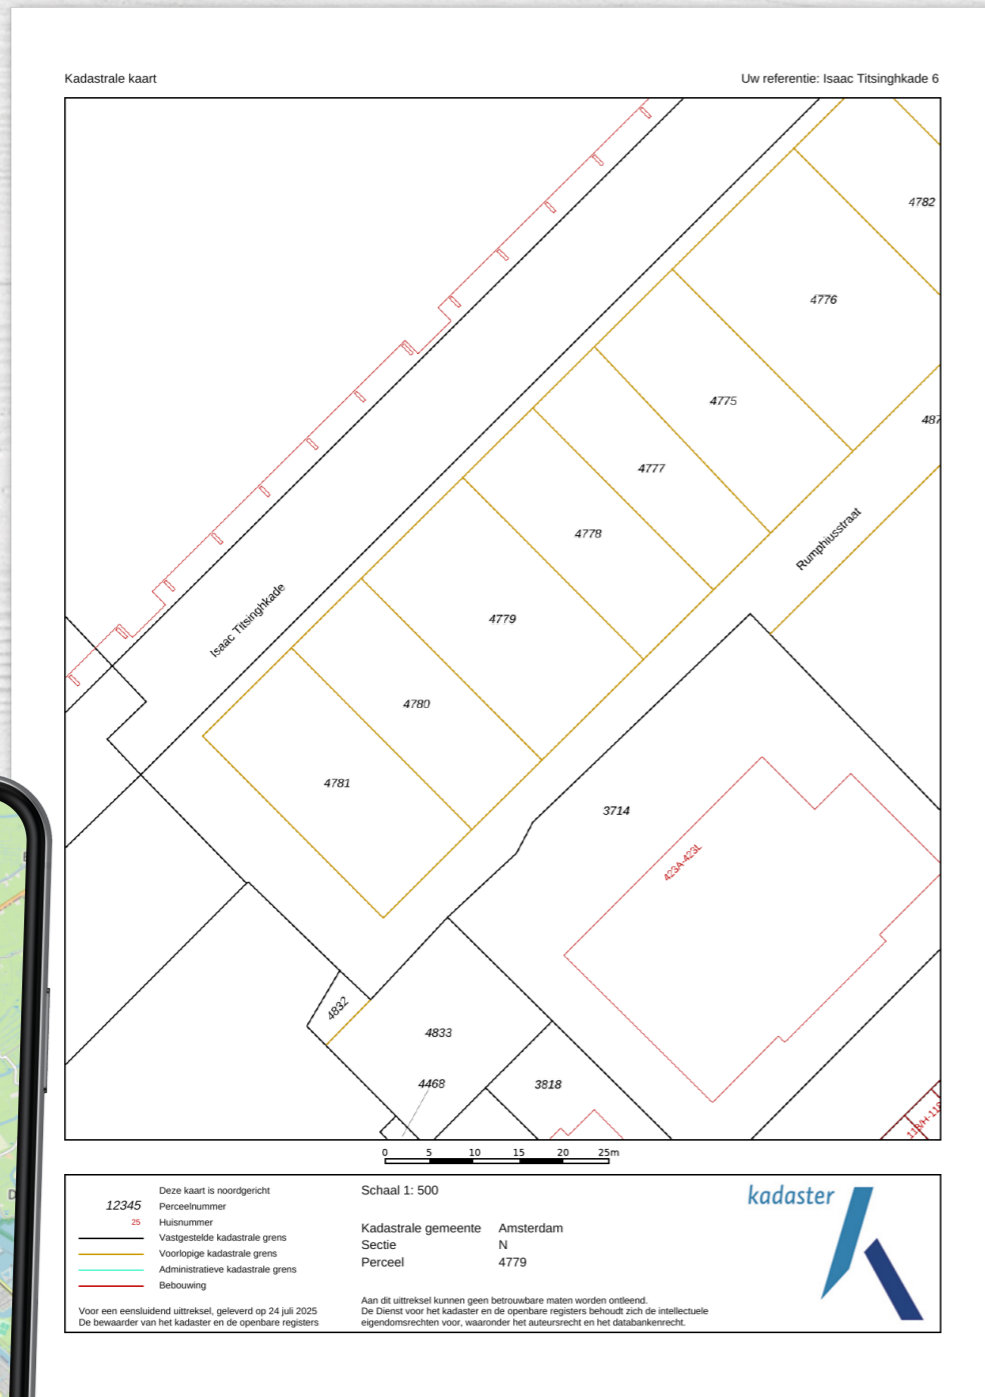 Kadastrale kaart
Uw referentie: Isaac Titsinghkade 6
4782
4776
4775
487
4777
4778
Rumphiusstraat
4779
Isaac Titsinghkade
4780
4781
3714
423A-423L
4832
4833
4468
3818
0 5 10 15 20 25m
12345
25
Deze kaart is noordgericht
Perceelnummer
Huisnummer
Vastgestelde kadastrale grens
Voorlopige kadastrale grens
Administratieve kadastrale grens
Bebouwing
Voor een eensluidend uittreksel, geleverd op 24 juli 2025
De bewaarder van het kadaster en de openbare registers
Schaal 1: 500
Kadastrale gemeente Amsterdam
Sectie N
Perceel 4779
Aan dit uittreksel kunnen geen betrouwbare maten worden ontleend.
De Dienst voor het kadaster en de openbare registers behoudt zich de intellectuele
eigendomsrechten voor, waaronder het auteursrecht en het databankenrecht.
kadaster